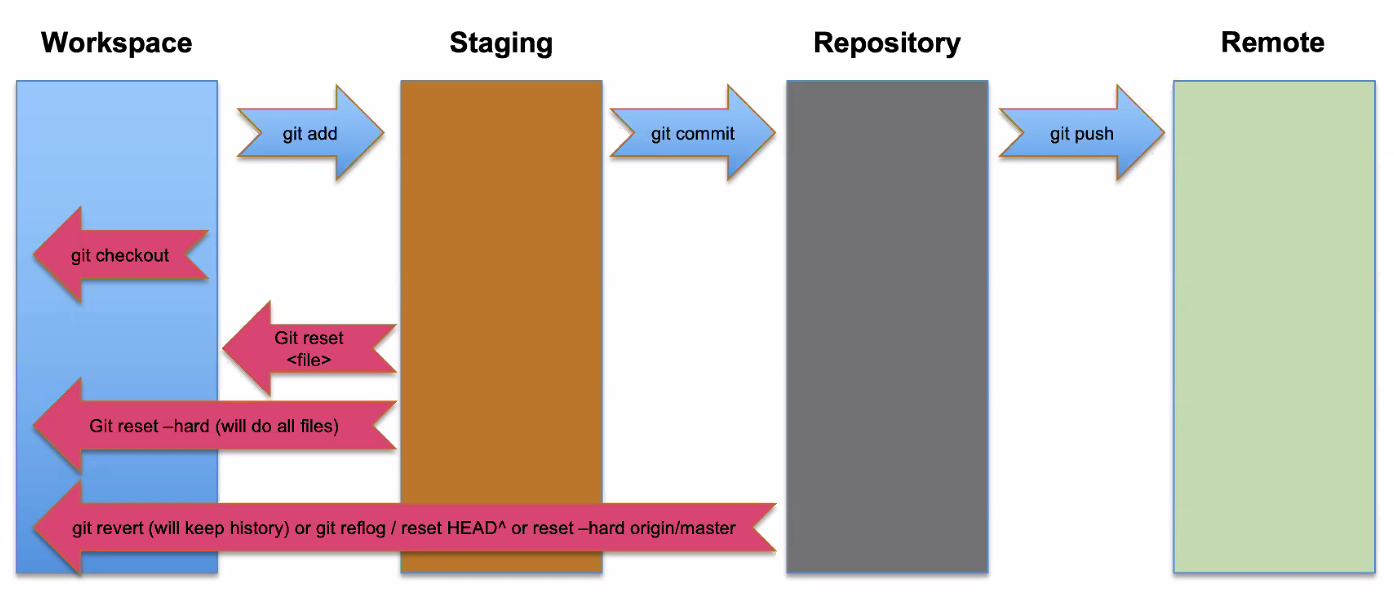 Workspace
Staging
Repository
Remote
git add
git commit
git push
git checkout
Git reset
<file>
Git reset –hard (will do all files)
git revert (will keep history) or git reflog / reset HEAD^ or reset –hard origin/master